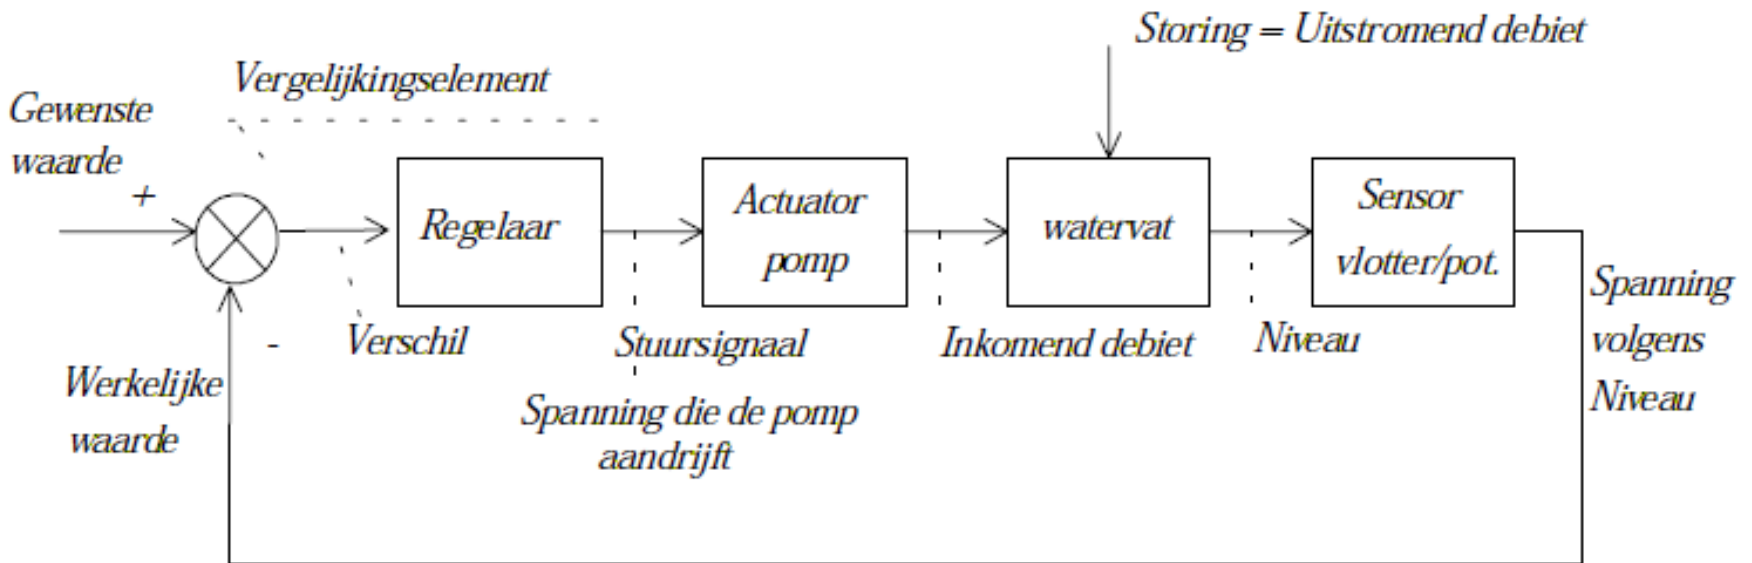 Storing = Uitstromend debiet
Vergelijkingselement
Gewenste
waarde
+
Regelaar
Actuator
pomp
watervat
Sensor
vlotter/pot.
-
Verschil
Stuursignaal
Inkomend debiet
Niveau
Spanning
volgens
Niveau
Werkelijke
waarde
Spanning die de pomp
aandrijft